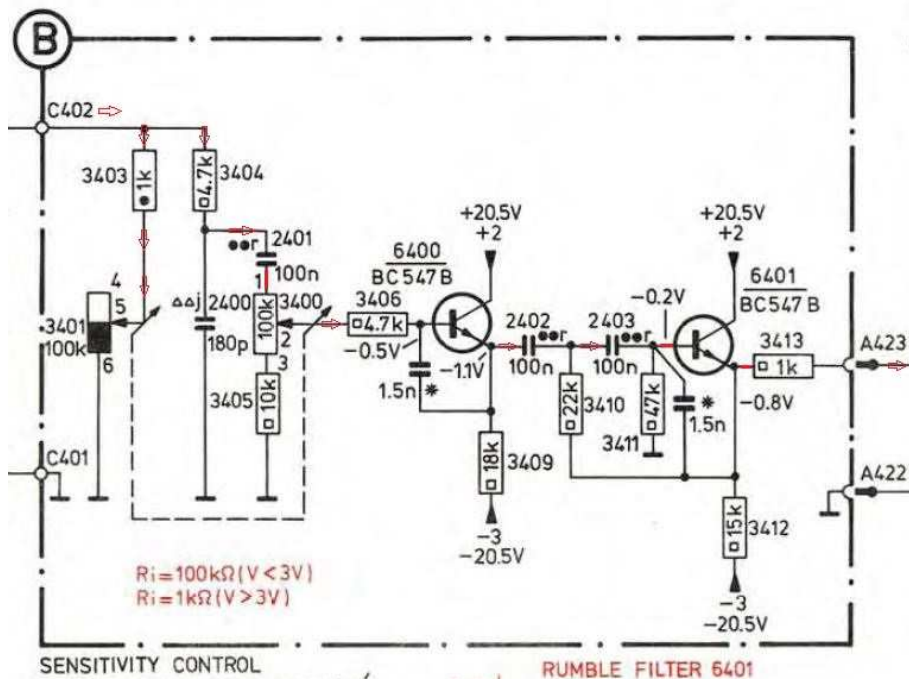 B
C402
3403
1k
4.7k
3404
+20.5V
+2
+20.5V
+2
2401
100n
6400
BC547B
6401
BC547B
4
5
6
3401
100k
2400
180p
1
100k
3400
2
3
3406
4.7k
-0.5V
-1.1V
2402
100n
2403
100n
-0.2V
3413
1k
A423
-0.8V
1.5n *
3405
10k
22k
3410
47k
3411
*
1.5n
C401
18k
3409
A422
15k
3412
-3
-20.5V
-3
-20.5V
Ri=100kΩ(V<3V)
Ri=1kΩ(V>3V)
SENSITIVITY CONTROL
RUMBLE FILTER 6401